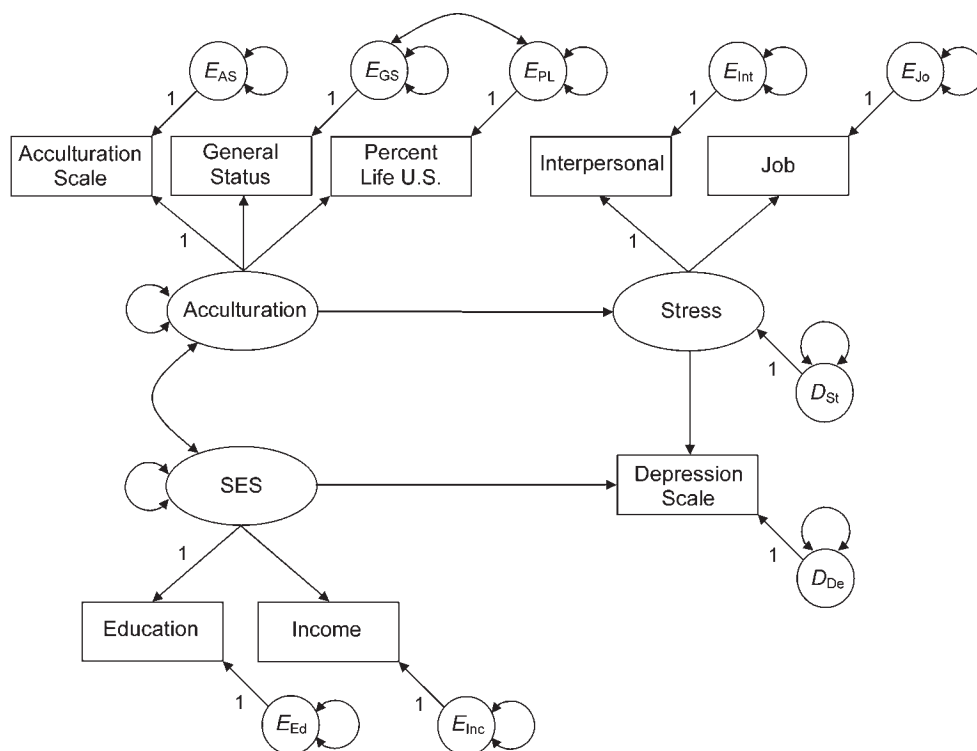 E_AS
E_GS
E_PL
E_Int
E_Jo
1
1
1
1
1
Acculturation
Scale
General
Status
Percent
Life U.S.
Interpersonal
Job
1
1
Acculturation
Stress
1
D_St
SES
Depression
Scale
1
1
D_De
Education
Income
1
1
E_Ed
E_Inc